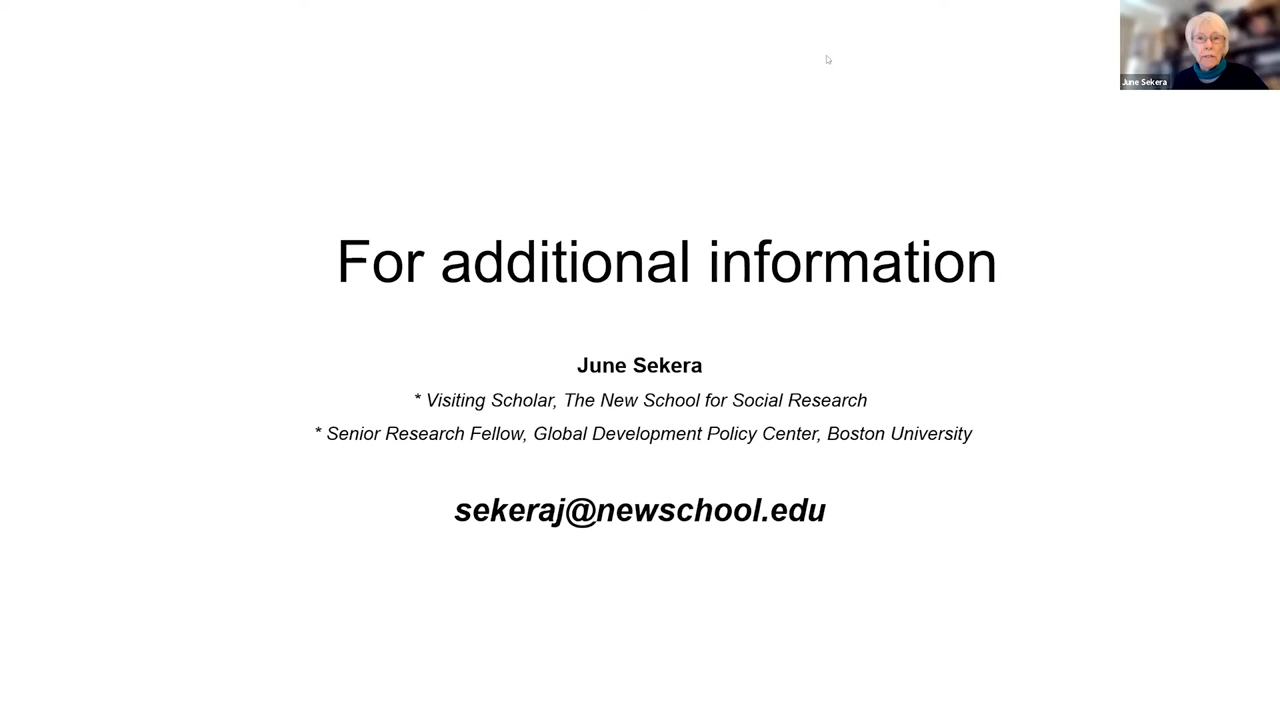 June Sekera
For additional information
June Sekera
* Visiting Scholar, The New School for Social Research
* Senior Research Fellow, Global Development Policy Center, Boston University
sekeraj@newschool.edu